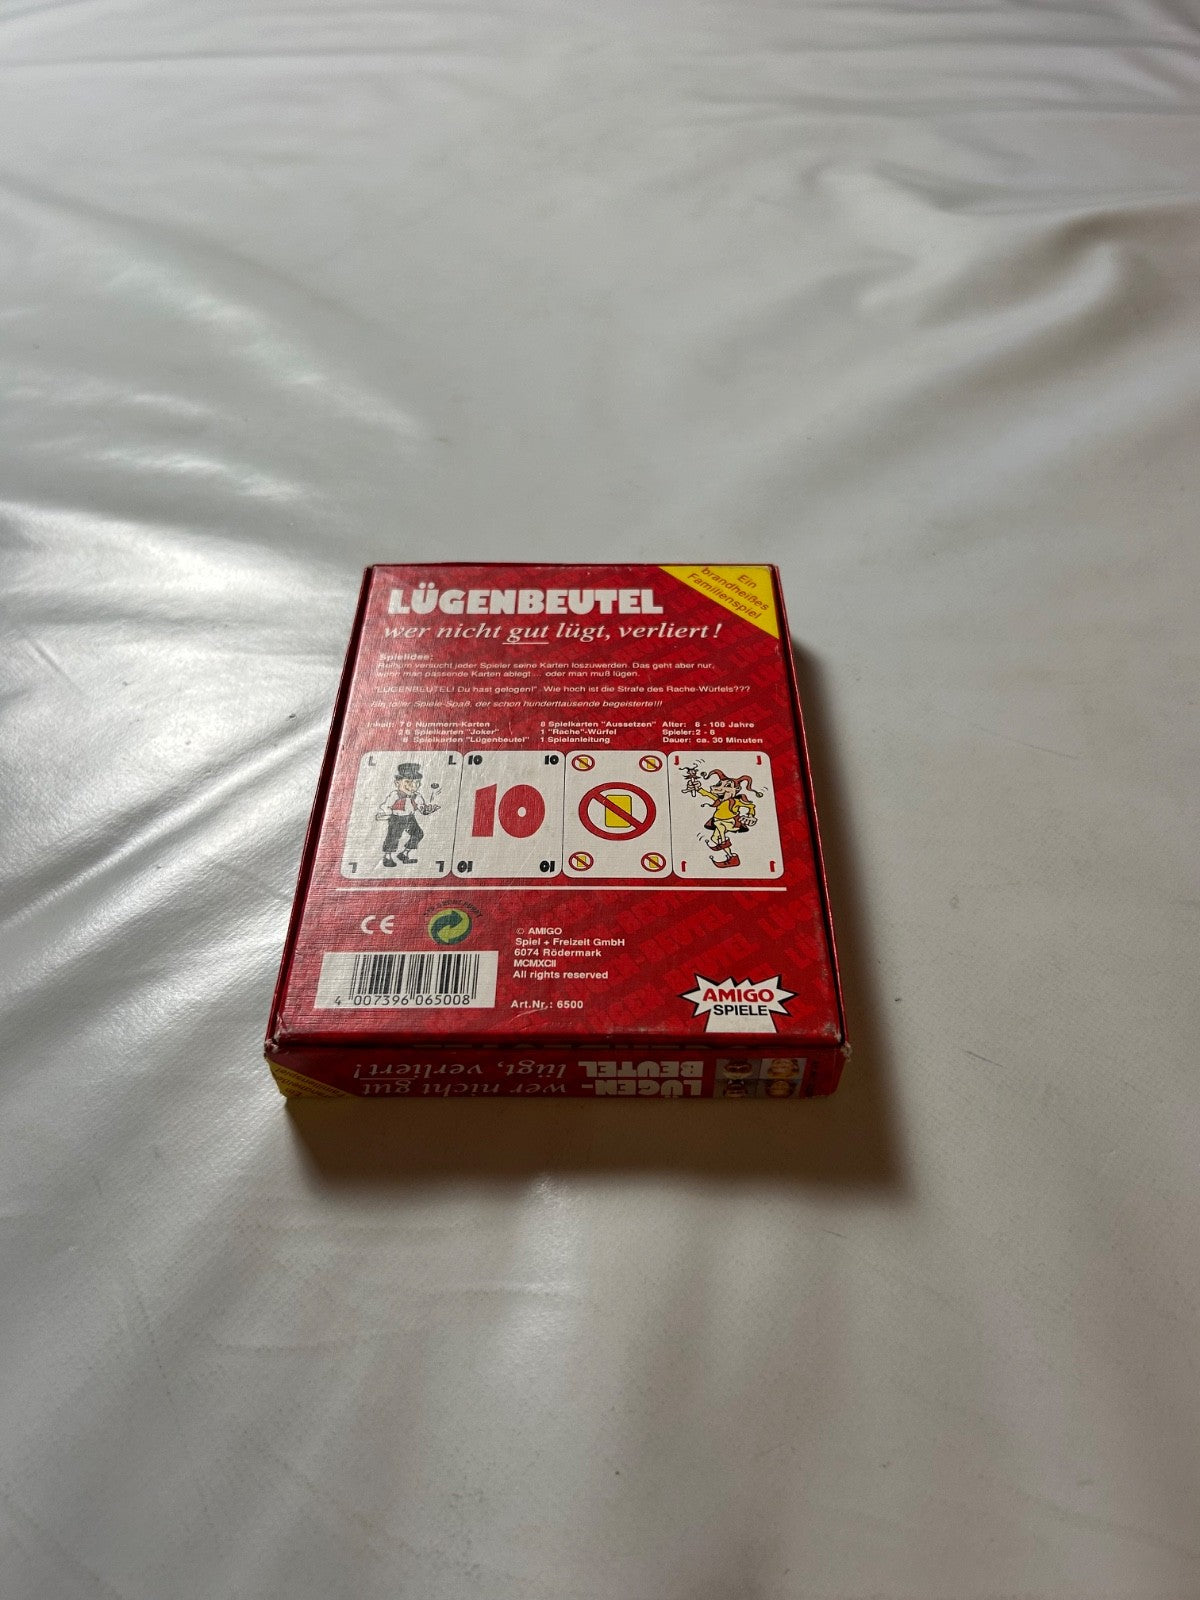 LÜGENBEUTEL
wer nicht gut lügt, verliert!
Ein
brandheißes
Familienspiel
Spielidee:
Reihum versucht jeder Spieler seine Karten loszuwerden. Das geht aber nur,
wenn man passende Karten ablegt... oder man muß lügen.
"LÜGENBEUTEL! Du hast gelogen!" Wie hoch ist die Strafe des Rache-Würfels???
Ein toller Spiele-Spaß, der schon hunderttausende begeisterte!!!
Inhalt: 70 Nummern-Karten
Spielkarten "Joker"
Spielkarten "Lügenbeutel"
8 Spielkarten "Aussetzen"
1 "Rache"-Würfel
1 Spielanleitung
Alter: - 108 Jahre
Spieler: 2 - 8
Dauer: ca. 30 Minuten
L L
10 10
J J
10
L L
10 10
J J
CE
© AMIGO
Spiel + Freizeit GmbH
6074 Rödermark
MCMXCII
All rights reserved
Art.Nr.: 6500
4 007396 065008
AMIGO
SPIELE
LÜGEN-
BEUTEL
wer nicht gut
lügt, verliert!